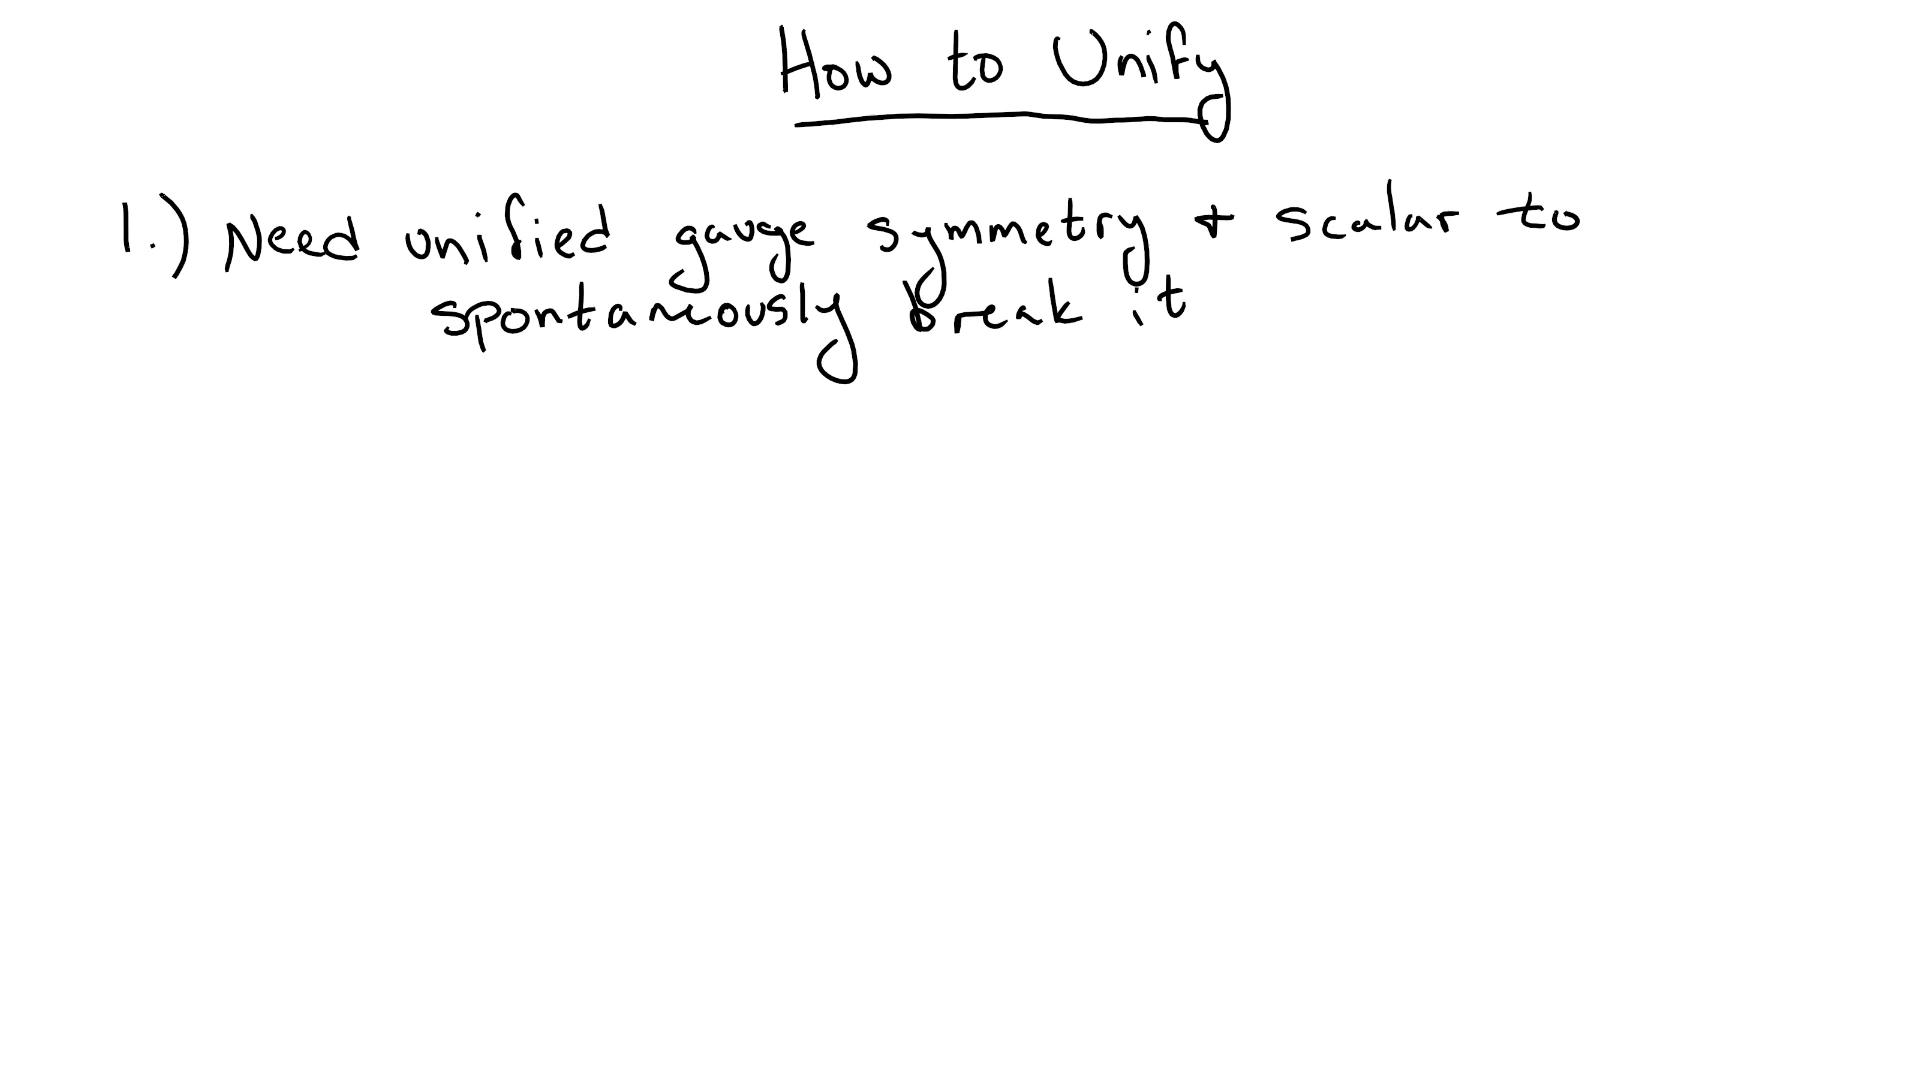 How to Unify
1.) Need unified gauge symmetry + scalar to
spontaneously break it